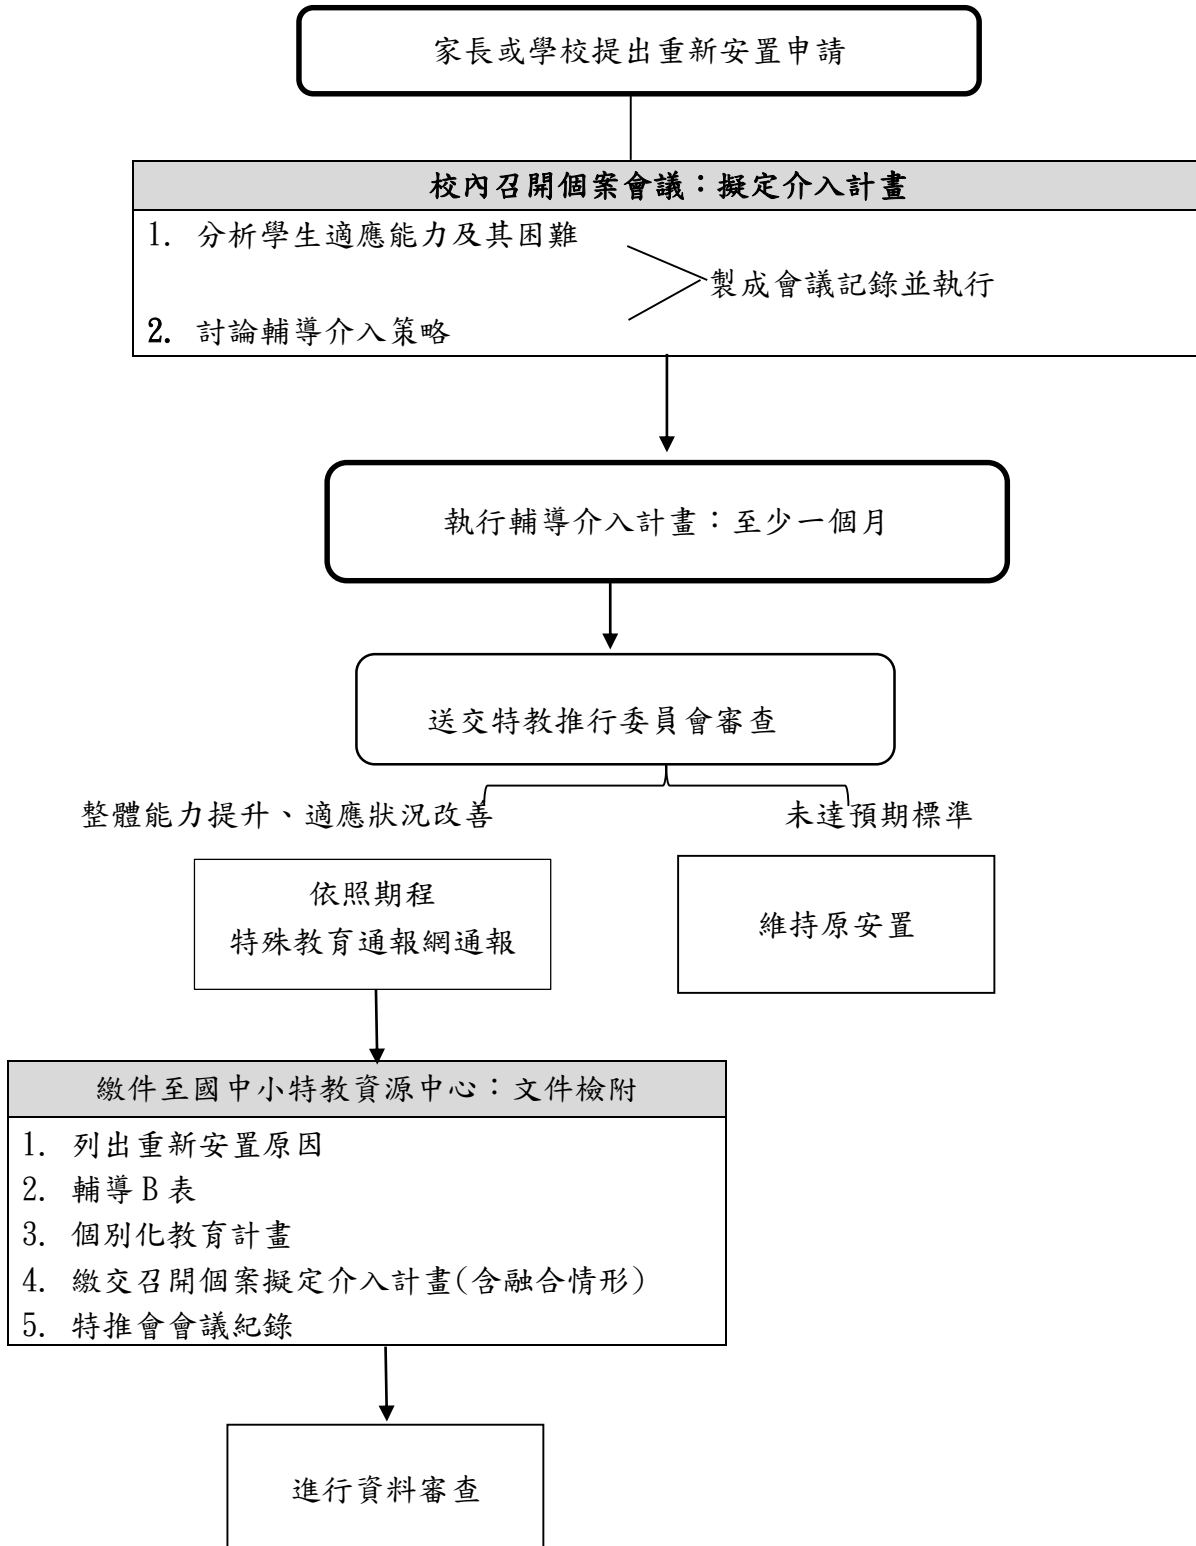 家長或學校提出重新安置申請
校內召開個案會議：擬定介入計畫
1. 分析學生適應能力及其困難
製成會議記錄並執行
2. 討論輔導介入策略
執行輔導介入計畫：至少一個月
送交特教推行委員會審查
整體能力提升、適應狀況改善
未達預期標準
依照期程
特殊教育通報網通報
維持原安置
繳件至國中小特教資源中心：文件檢附
1. 列出重新安置原因
2. 輔導 B 表
3. 個別化教育計畫
4. 繳交召開個案擬定介入計畫(含融合情形)
5. 特推會會議紀錄
進行資料審查